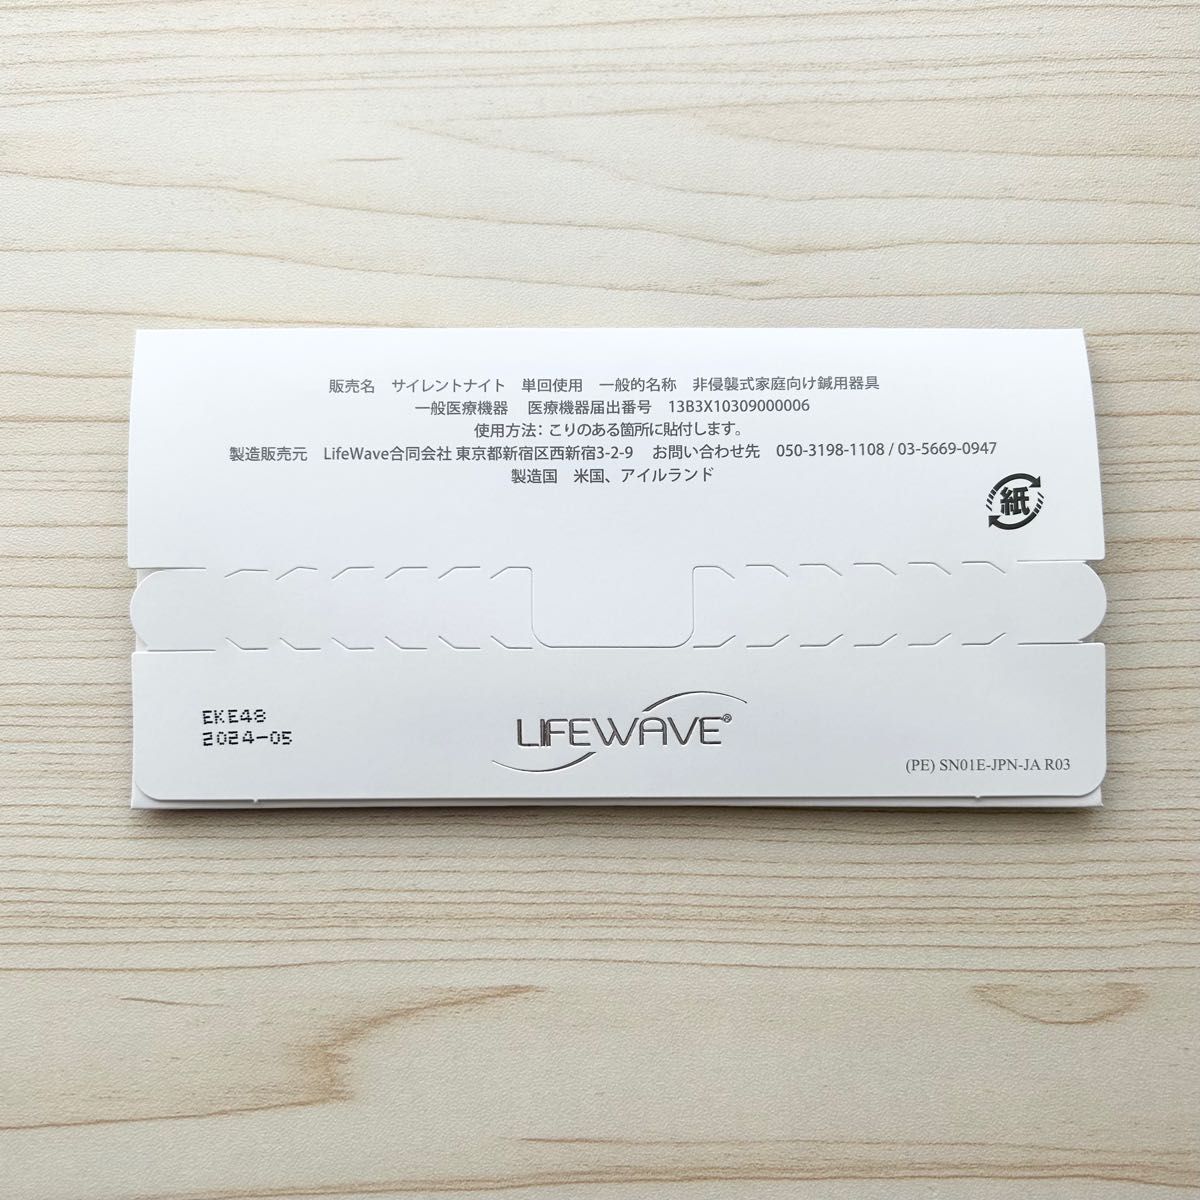 販売名　サイレントナイト　単回使用　一般的名称　非侵襲式家庭向け鍼用器具
一般医療機器　医療機器届出番号　13B3X10309000006
使用方法：こりのある箇所に貼付します。
製造販売元　LifeWave合同会社 東京都新宿区西新宿3-2-9　お問い合わせ先　050-3198-1108 / 03-5669-0947
製造国　米国、アイルランド
紙
EKE48
2024-05
LIFEWAVE®
(PE) SN01E-JPN-JA R03